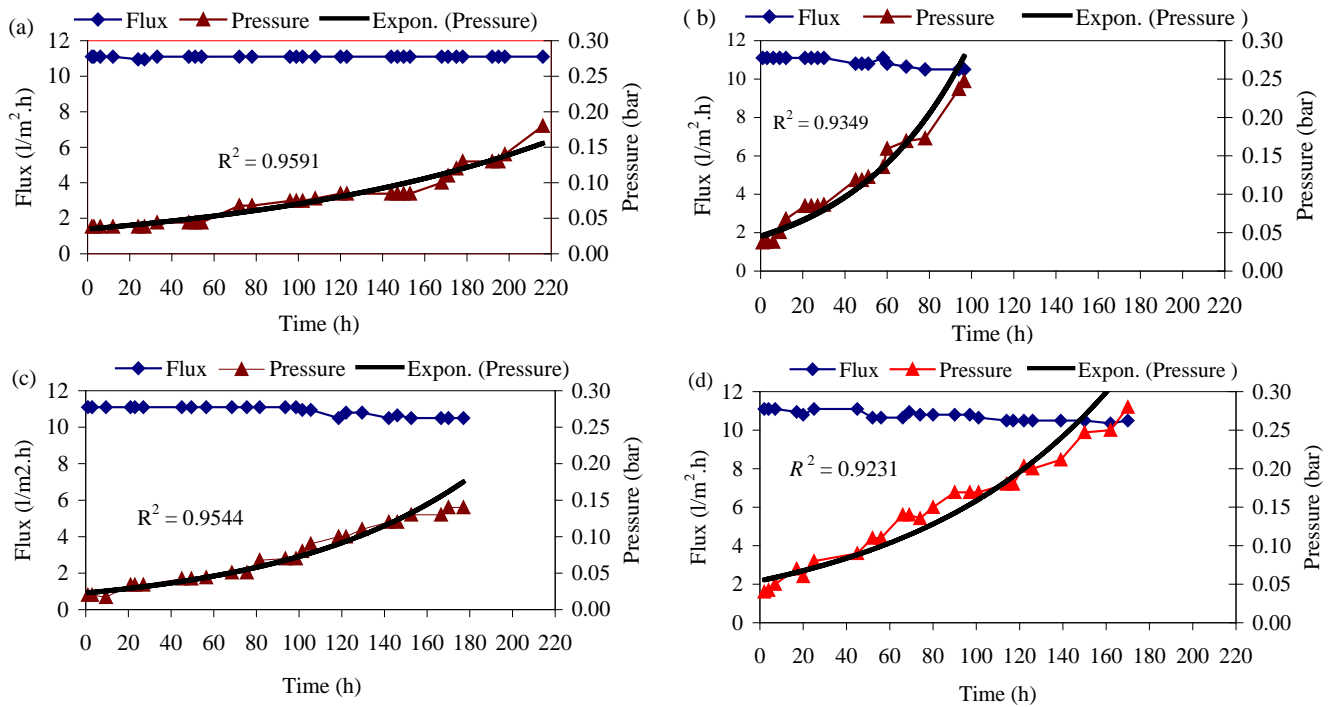 (a)
Flux Pressure Expon. (Pressure)
12 0.30
10 0.25
8 0.20
6 0.15
4 0.10
2 0.05
0 0.00
Flux (l/m².h)
Pressure (bar)
R² = 0.9591
0 20 40 60 80 100 120 140 160 180 200 220
Time (h)
( b)
Flux Pressure Expon. (Pressure )
12 0.30
10 0.25
8 0.20
6 0.15
4 0.10
2 0.05
0 0.00
Flux (l/m².h)
Pressure (bar)
R² = 0.9349
0 20 40 60 80 100 120 140 160 180 200 220
Time (h)
(c)
Flux Pressure Expon. (Pressure)
12 0.30
10 0.25
8 0.20
6 0.15
4 0.10
2 0.05
0 0.00
Flux (l/m2.h)
Pressure (bar)
R² = 0.9544
0 20 40 60 80 100 120 140 160 180 200 220
Time (h)
(d)
Flux Pressure Expon. (Pressure )
12 0.30
10 0.25
8 0.20
6 0.15
4 0.10
2 0.05
0 0.00
Flux (l/m².h)
Pressure (bar)
R² = 0.9231
0 20 40 60 80 100 120 140 160 180 200 220
Time (h)